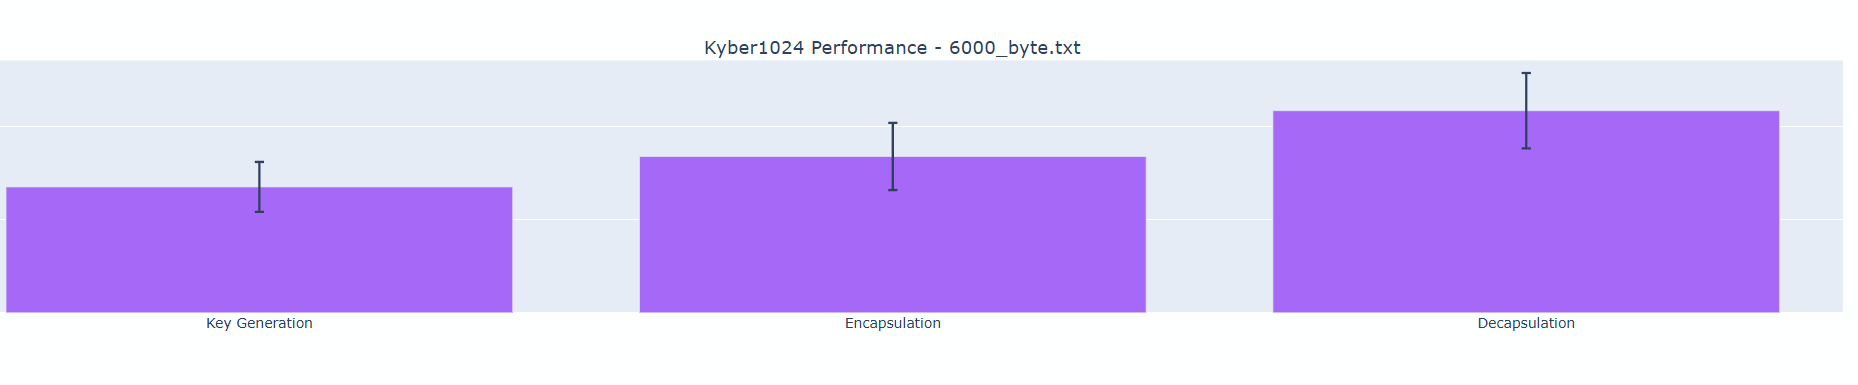 Kyber1024 Performance - 6000_byte.txt
Key Generation
Encapsulation
Decapsulation